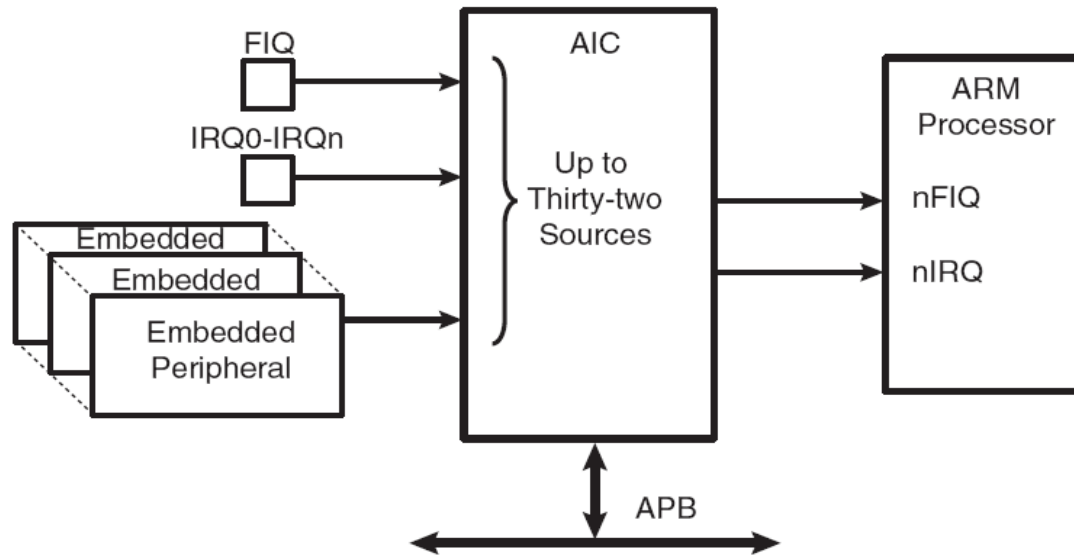 FIQ
IRQ0-IRQn
Embedded
Embedded
Embedded
Peripheral
AIC
Up to
Thirty-two
Sources
ARM
Processor
nFIQ
nIRQ
APB